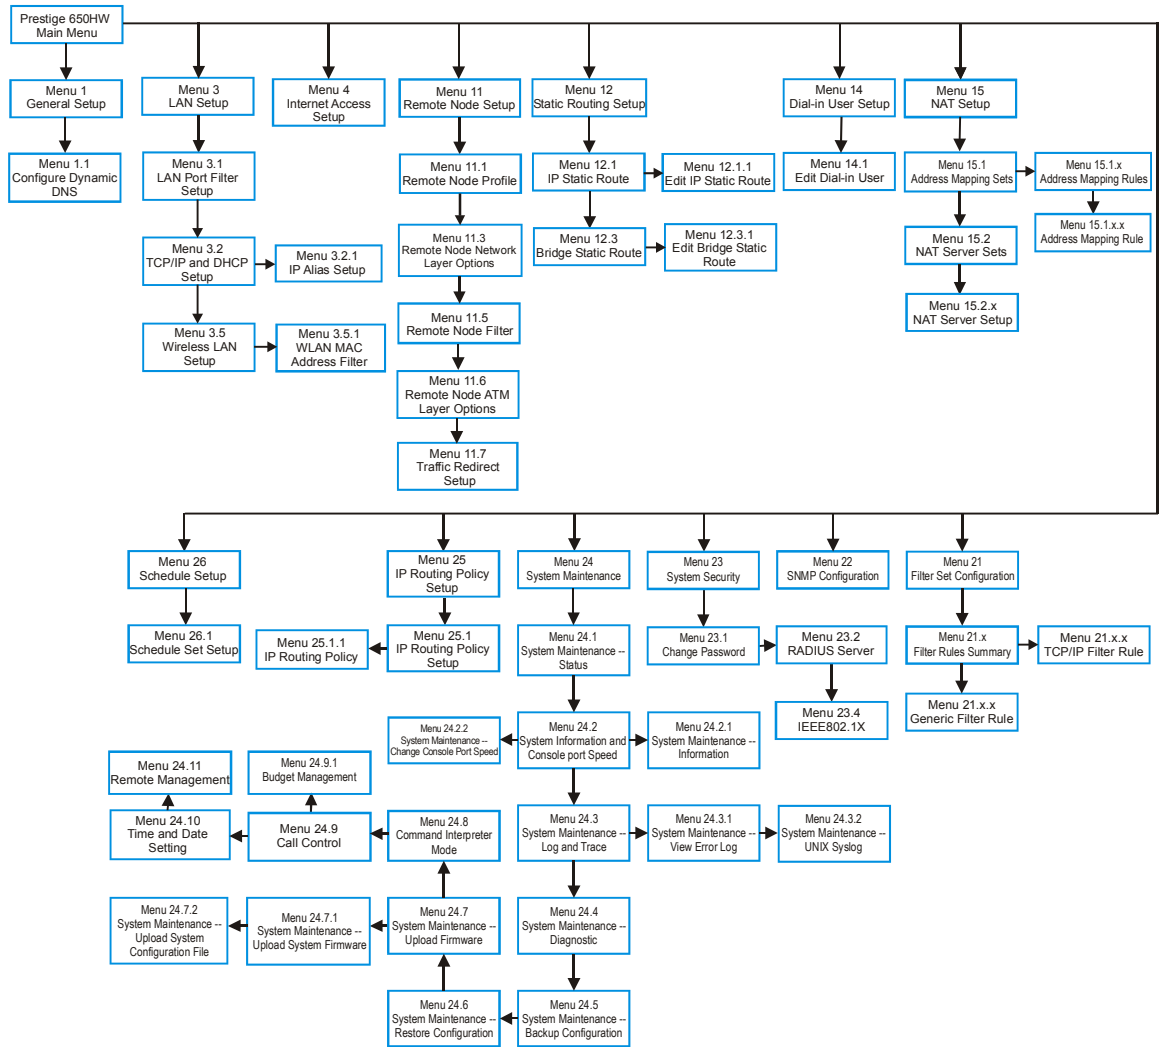 Prestige 650HW
Main Menu
Menu 1
General Setup
Menu 3
LAN Setup
Menu 4
Internet Access
Setup
Menu 11
Remote Node Setup
Menu 12
Static Routing Setup
Menu 14
Dial-in User Setup
Menu 15
NAT Setup
Menu 1.1
Configure Dynamic
DNS
Menu 3.1
LAN Port Filter
Setup
Menu 11.1
Remote Node Profile
Menu 12.1
IP Static Route
Menu 12.1.1
Edit IP Static Route
Menu 14.1
Edit Dial-in User
Menu 15.1
Address Mapping Sets
Menu 15.1.x
Address Mapping Rules
Menu 3.2
TCP/IP and DHCP
Setup
Menu 3.2.1
IP Alias Setup
Menu 11.3
Remote Node Network
Layer Options
Menu 12.3
Bridge Static Route
Menu 12.3.1
Edit Bridge Static
Route
Menu 15.2
NAT Server Sets
Menu 15.1.x.x
Address Mapping Rule
Menu 3.5
Wireless LAN
Setup
Menu 3.5.1
WLAN MAC
Address Filter
Menu 11.5
Remote Node Filter
Menu 15.2.x
NAT Server Setup
Menu 11.6
Remote Node ATM
Layer Options
Menu 11.7
Traffic Redirect
Setup
Menu 26
Schedule Setup
Menu 25
IP Routing Policy
Setup
Menu 24
System Maintenance
Menu 23
System Security
Menu 22
SNMP Configuration
Menu 21
Filter Set Configuration
Menu 26.1
Schedule Set Setup
Menu 25.1.1
IP Routing Policy
Menu 25.1
IP Routing Policy
Setup
Menu 24.1
System Maintenance --
Status
Menu 23.1
Change Password
Menu 23.2
RADIUS Server
Menu 21.x
Filter Rules Summary
Menu 21.x.x
TCP/IP Filter Rule
Menu 24.2.2
System Maintenance --
Change Console Port Speed
Menu 24.2
System Information and
Console port Speed
Menu 24.2.1
System Maintenance --
Information
Menu 23.4
IEEE802.1X
Menu 21.x.x
Generic Filter Rule
Menu 24.11
Remote Management
Menu 24.9.1
Budget Management
Menu 24.10
Time and Date
Setting
Menu 24.9
Call Control
Menu 24.8
Command Interpreter
Mode
Menu 24.3
System Maintenance --
Log and Trace
Menu 24.3.1
System Maintenance --
View Error Log
Menu 24.3.2
System Maintenance --
UNIX Syslog
Menu 24.7.2
System Maintenance --
Upload System
Configuration File
Menu 24.7.1
System Maintenance --
Upload System Firmware
Menu 24.7
System Maintenance --
Upload Firmware
Menu 24.4
System Maintenance --
Diagnostic
Menu 24.6
System Maintenance --
Restore Configuration
Menu 24.5
System Maintenance --
Backup Configuration